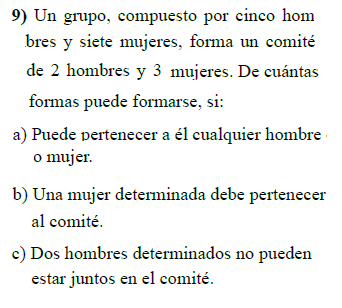 9) Un grupo, compuesto por cinco hom
bres y siete mujeres, forma un comité
de 2 hombres y 3 mujeres. De cuántas
formas puede formarse, si:
a) Puede pertenecer a él cualquier hombre
o mujer.
b) Una mujer determinada debe pertenecer
al comité.
c) Dos hombres determinados no pueden
estar juntos en el comité.